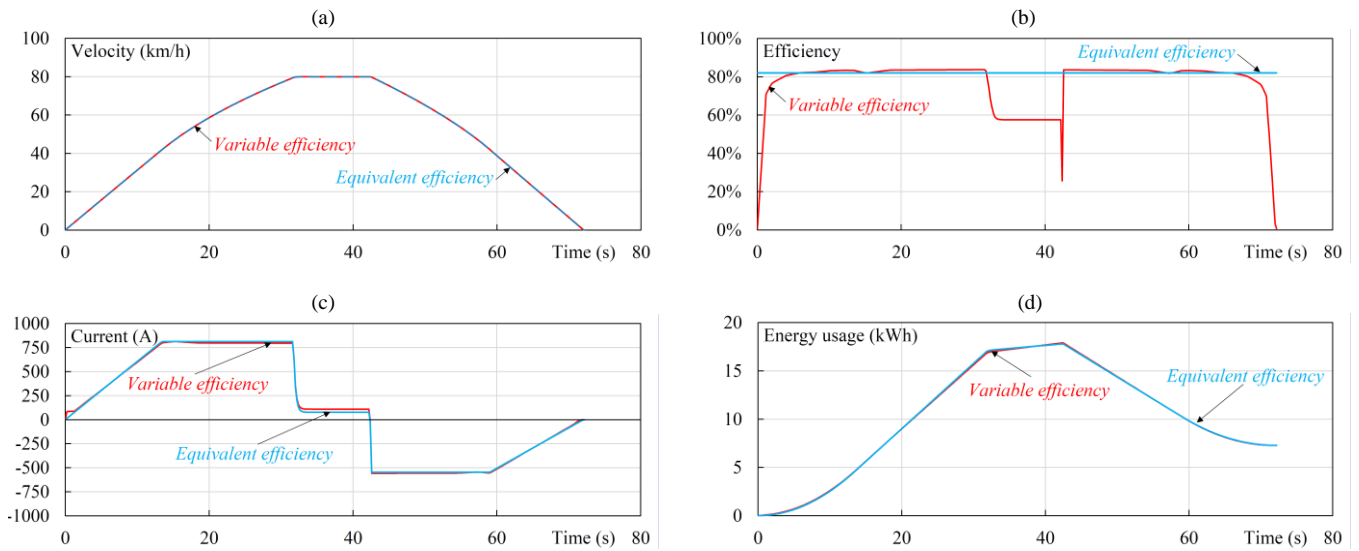 (a)
Velocity (km/h)
100
80
60
40
20
0
Variable efficiency
Equivalent efficiency
0 20 40 60 Time (s) 80
(b)
Efficiency
Equivalent efficiency
100%
80%
60%
40%
20%
0%
Variable efficiency
0 20 40 60 Time (s) 80
(c)
Current (A)
1000
750
500
250
0
-250
-500
-750
-1000
Variable efficiency
Equivalent efficiency
0 20 40 60 Time (s) 80
(d)
Energy usage (kWh)
20
15
10
5
0
Variable efficiency
Equivalent efficiency
0 20 40 60 Time (s) 80